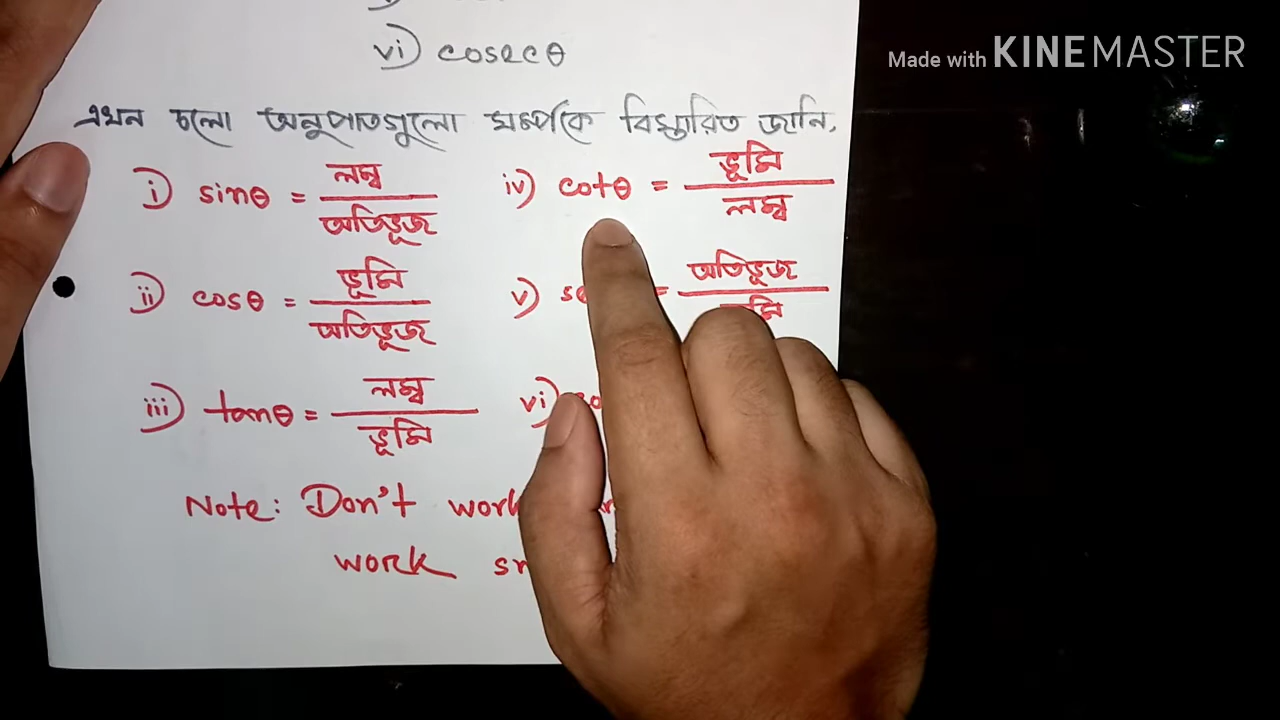 vi) cosecθ
Made with KINEMASTER
এখন চলো অনুপাতগুলো সম্পর্কে বিস্তারিত জানি,
i) sinθ = লম্ব / অতিভূজ
iv) cotθ = ভূমি / লম্ব
ii) cosθ = ভূমি / অতিভূজ
v) = অতিভূজ
iii) tanθ = লম্ব / ভূমি
vi)
Note: Don't work
work